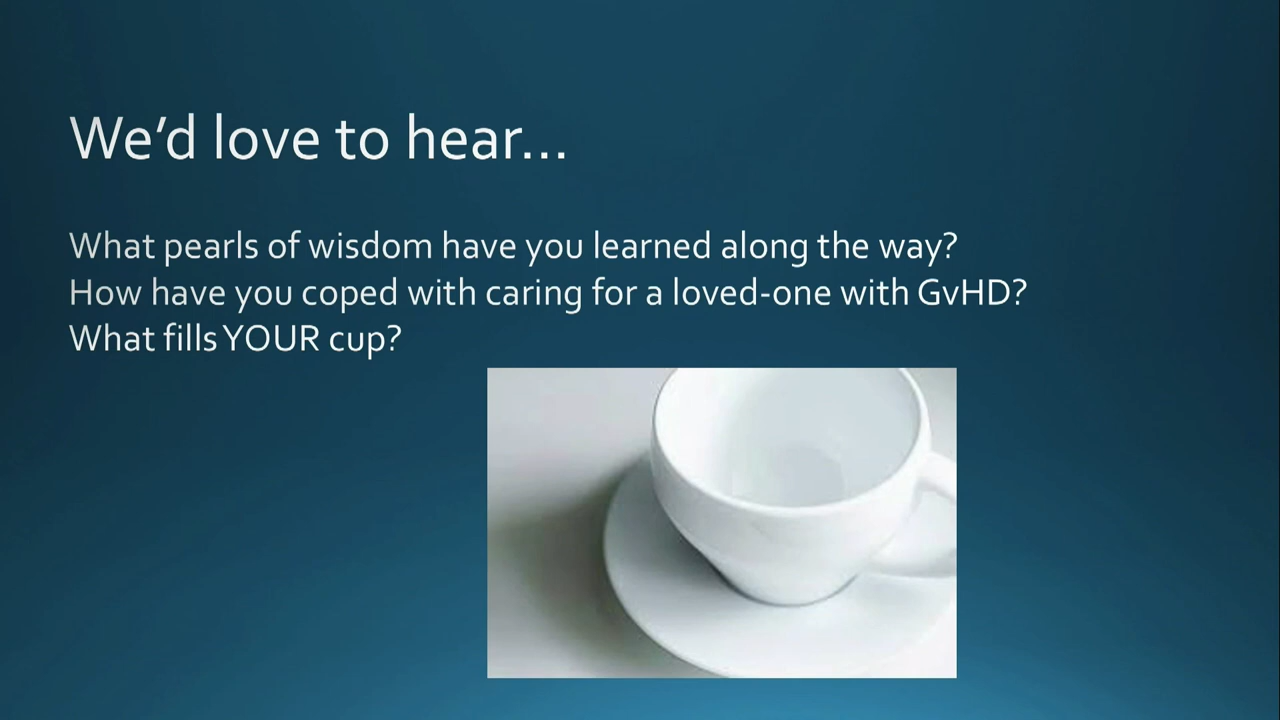 We’d love to hear...
What pearls of wisdom have you learned along the way?
How have you coped with caring for a loved-one with GvHD?
What fills YOUR cup?